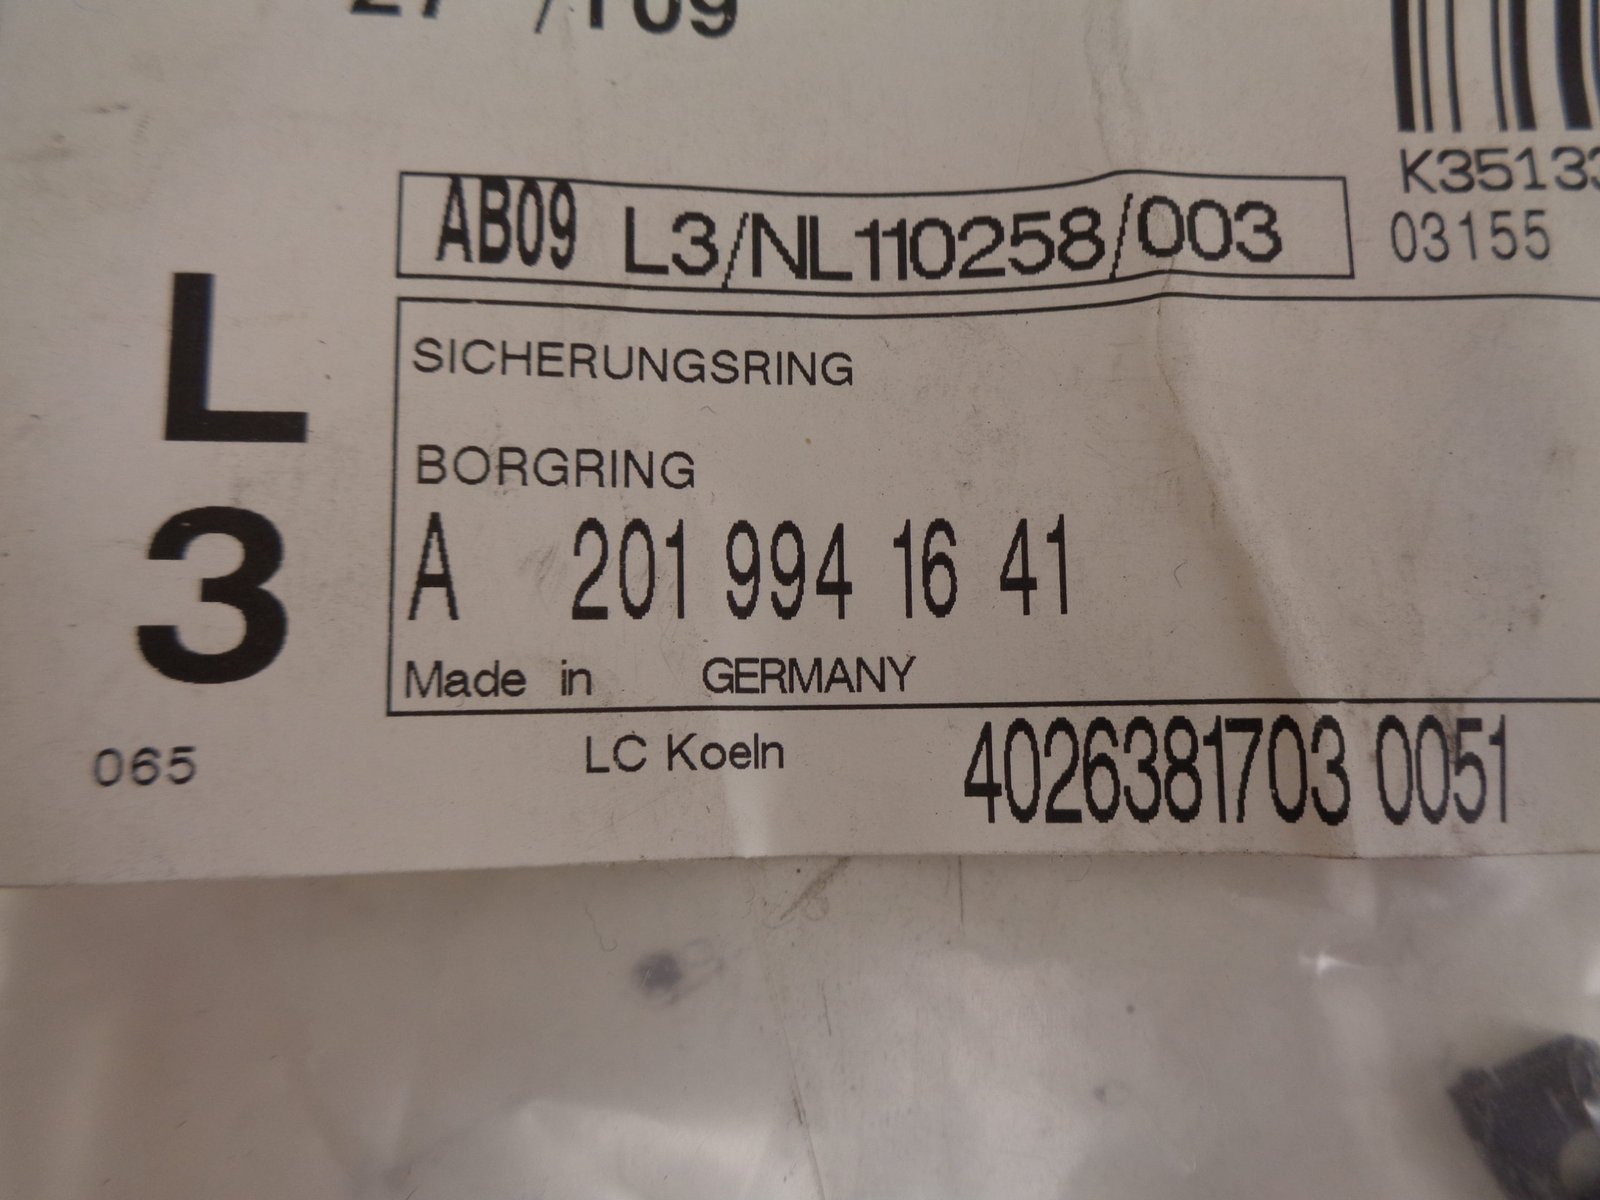 K3513
03155
AB09 L3/NL110258/003
L
3
SICHERUNGSRING
BORGRING
A 201 994 16 41
Made in GERMANY
065
LC Koeln
4026381703 0051